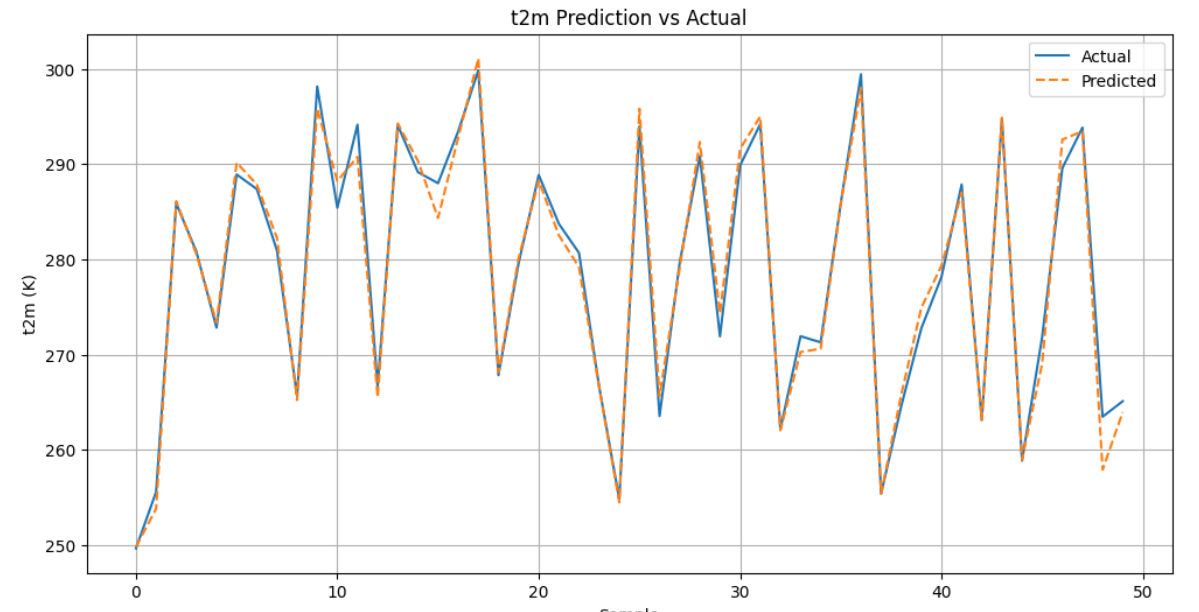 t2m Prediction vs Actual
Actual
Predicted
t2m (K)
300
290
280
270
260
250
0 10 20 30 40 50
Sample